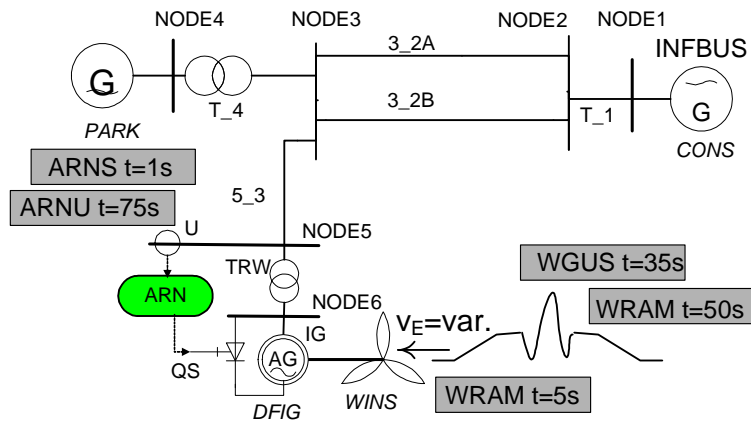 NODE4
NODE3
NODE2
NODE1
3_2A
INFBUS
G
T_4
3_2B
T_1
G
PARK
CONS
ARNS t=1s
ARNU t=75s
5_3
U
NODE5
TRW
WGUS t=35s
ARN
NODE6
WRAM t=50s
IG
vE=var.
AG
QS
DFIG
WINS
WRAM t=5s